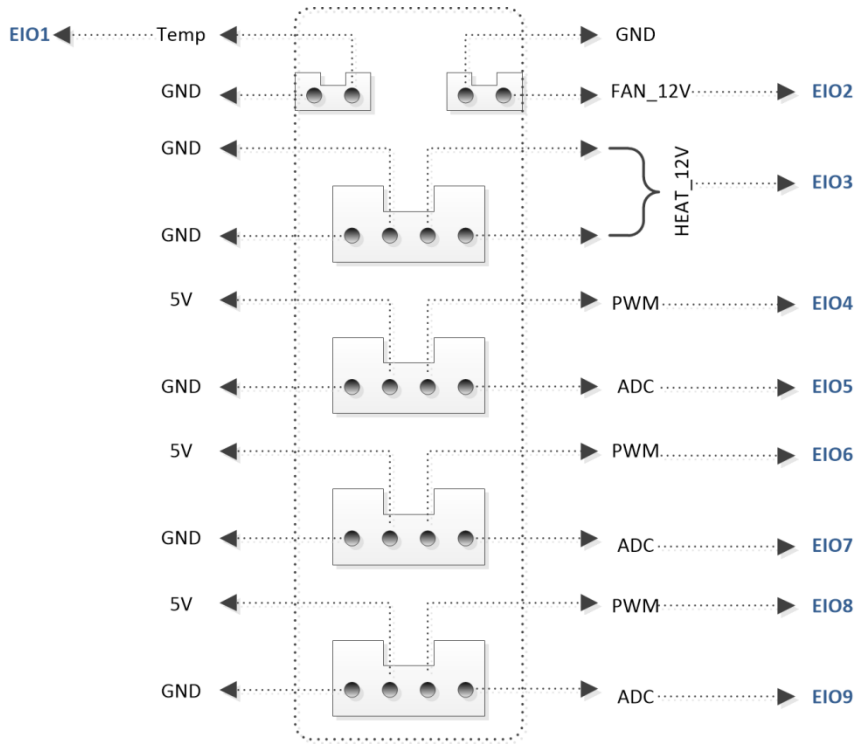 EIO1 Temp GND
GND FAN_12V EIO2
GND
HEAT_12V EIO3
GND
5V PWM EIO4
GND ADC EIO5
5V PWM EIO6
GND ADC EIO7
5V PWM EIO8
GND ADC EIO9